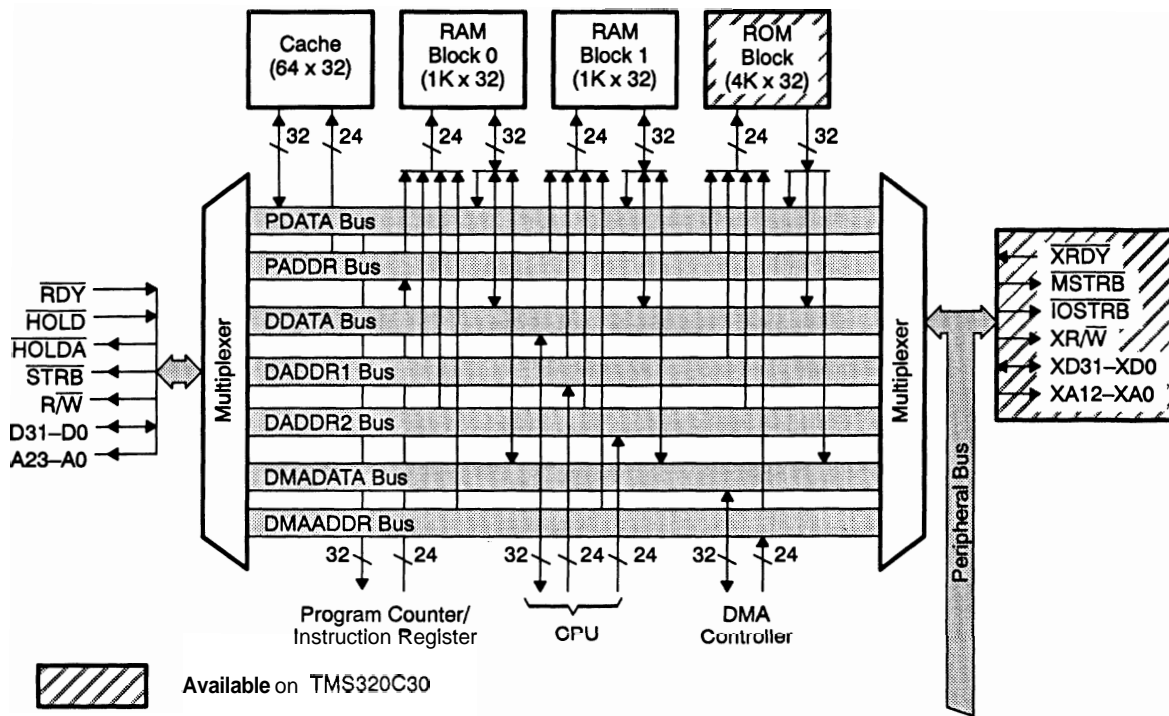 Cache
(64 x 32)
RAM
Block 0
(1K x 32)
RAM
Block 1
(1K x 32)
ROM
Block
(4K x 32)
32
24
24
32
24
32
24
32
PDATA Bus
PADDR Bus
DDATA Bus
DADDR1 Bus
DADDR2 Bus
DMADATA Bus
DMAADDR Bus
Multiplexer
Multiplexer
RDY
HOLD
HOLDA
STRB
R/W
D31–D0
A23–A0
XRDY
MSTRB
IOSTRB
XR/W
XD31–XD0
XA12–XA0
Peripheral Bus
32
24
32
24
24
32
24
Program Counter/
Instruction Register
CPU
DMA
Controller
Available on TMS320C30